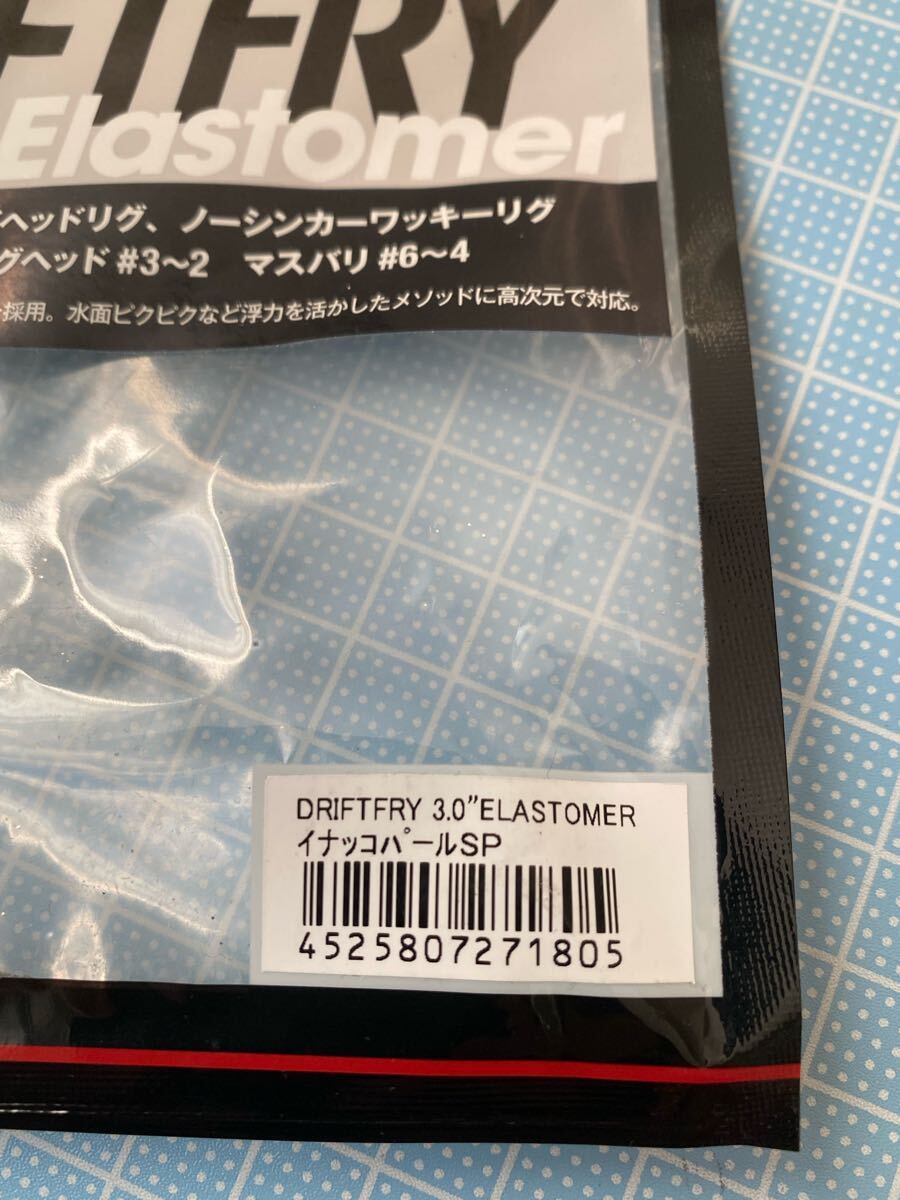 FTFRY
Elastomer
ヘッドリグ、ノーシンカーワッキーリグ
グヘッド #3〜2 マスバリ #6〜4
採用。水面ピクピクなど浮力を活かしたメソッドに高次元で対応。
DRIFTFRY 3.0”ELASTOMER
イナッコパールSP
4525807271805